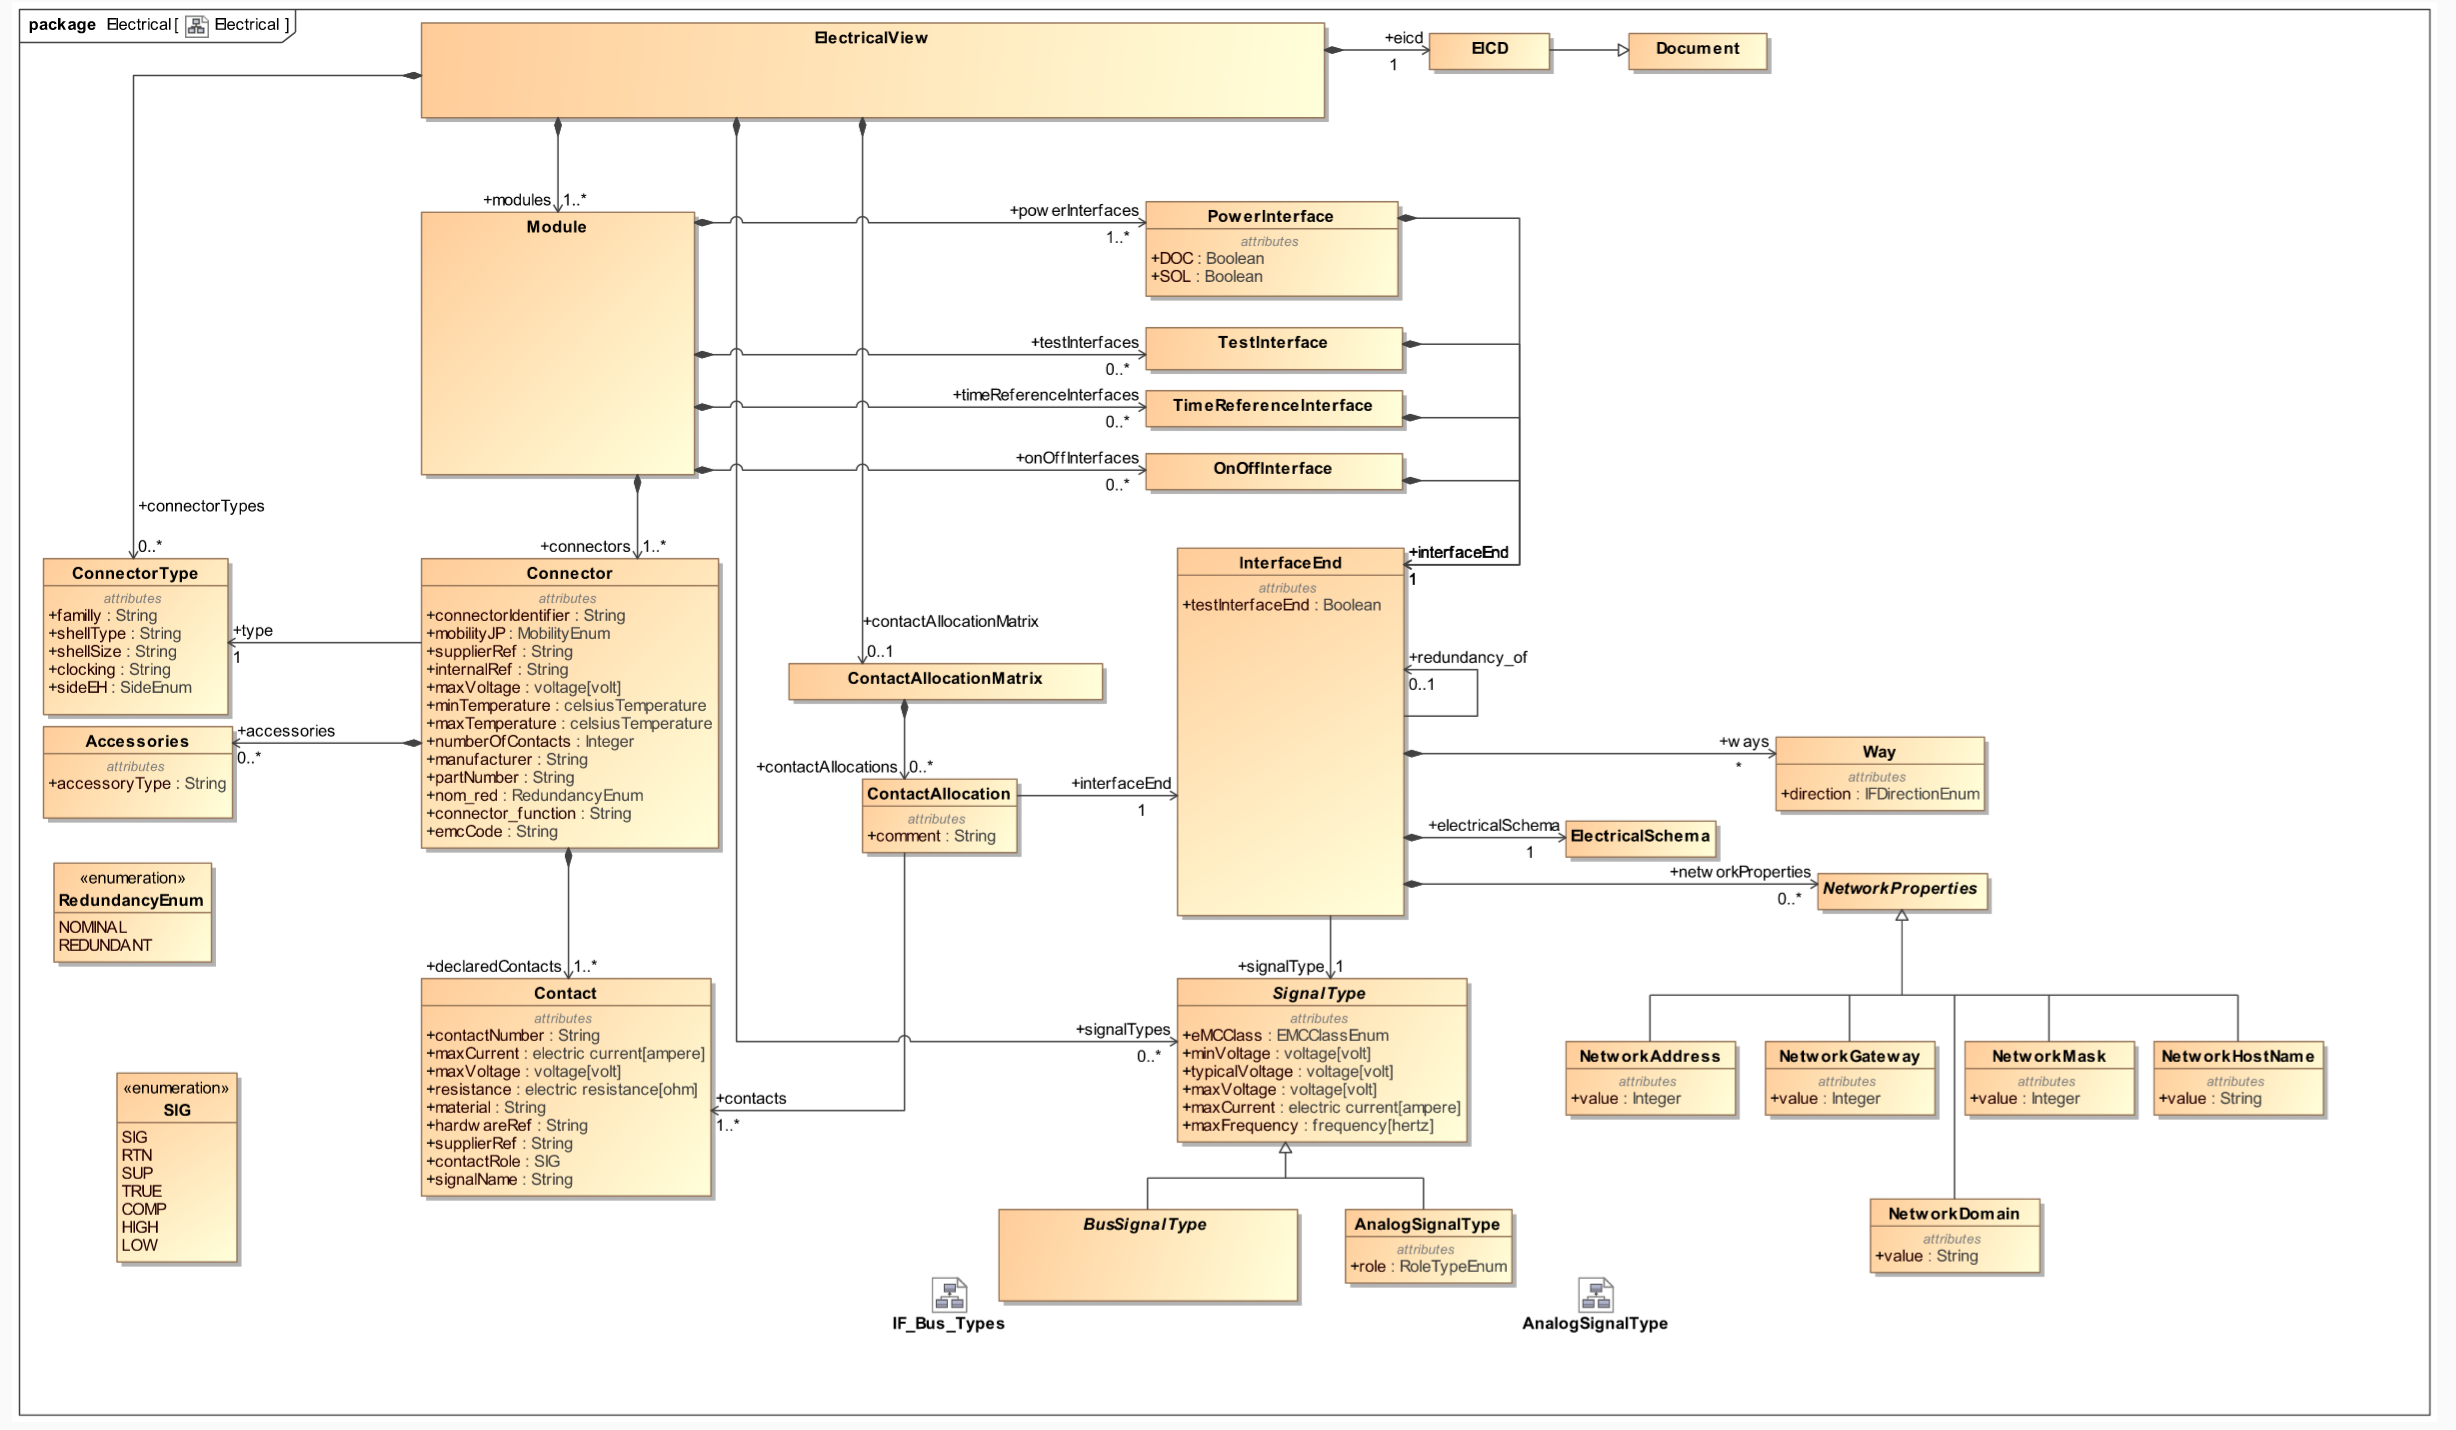 package Electrical [ Electrical ]
ElectricalView
+eicd
1
EICD
Document
+modules
1..*
Module
+powerInterfaces
1..*
PowerInterface
attributes
+DOC : Boolean
+SOL : Boolean
+testInterfaces
0..*
TestInterface
+timeReferenceInterfaces
0..*
TimeReferenceInterface
+onOffInterfaces
0..*
OnOffInterface
+connectorTypes
0..*
ConnectorType
attributes
+familly : String
+shellType : String
+shellSize : String
+clocking : String
+sideEH : SideEnum
+type
1
+connectors
1..*
Connector
attributes
+connectorIdentifier : String
+mobilityJP : MobilityEnum
+supplierRef : String
+internalRef : String
+maxVoltage : voltage[volt]
+minTemperature : celsiusTemperature
+maxTemperature : celsiusTemperature
+numberOfContacts : Integer
+manufacturer : String
+partNumber : String
+nom_red : RedundancyEnum
+connector_function : String
+emcCode : String
+accessories
0..*
Accessories
attributes
+accessoryType : String
+contactAllocationMatrix
0..1
ContactAllocationMatrix
+contactAllocations
0..*
ContactAllocation
attributes
+comment : String
+interfaceEnd
1
+interfaceEnd
1
InterfaceEnd
attributes
+testInterfaceEnd : Boolean
+redundancy_of
0..1
+ways
*
Way
attributes
+direction : IFDirectionEnum
+electricalSchema
1
ElectricalSchema
+networkProperties
0..*
NetworkProperties
«enumeration»
RedundancyEnum
NOMINAL
REDUNDANT
+declaredContacts
1..*
Contact
attributes
+contactNumber : String
+maxCurrent : electric current[ampere]
+maxVoltage : voltage[volt]
+resistance : electric resistance[ohm]
+material : String
+hardwareRef : String
+supplierRef : String
+contactRole : SIG
+signalName : String
+contacts
1..*
+signalType
1
+signalTypes
0..*
SignalType
attributes
+eMCClass : EMCClassEnum
+minVoltage : voltage[volt]
+typicalVoltage : voltage[volt]
+maxVoltage : voltage[volt]
+maxCurrent : electric current[ampere]
+maxFrequency : frequency[hertz]
NetworkAddress
attributes
+value : Integer
NetworkGateway
attributes
+value : Integer
NetworkMask
attributes
+value : Integer
NetworkHostName
attributes
+value : String
«enumeration»
SIG
SIG
RTN
SUP
TRUE
COMP
HIGH
LOW
BusSignalType
AnalogSignalType
attributes
+role : RoleTypeEnum
NetworkDomain
attributes
+value : String
IF_Bus_Types
AnalogSignalType